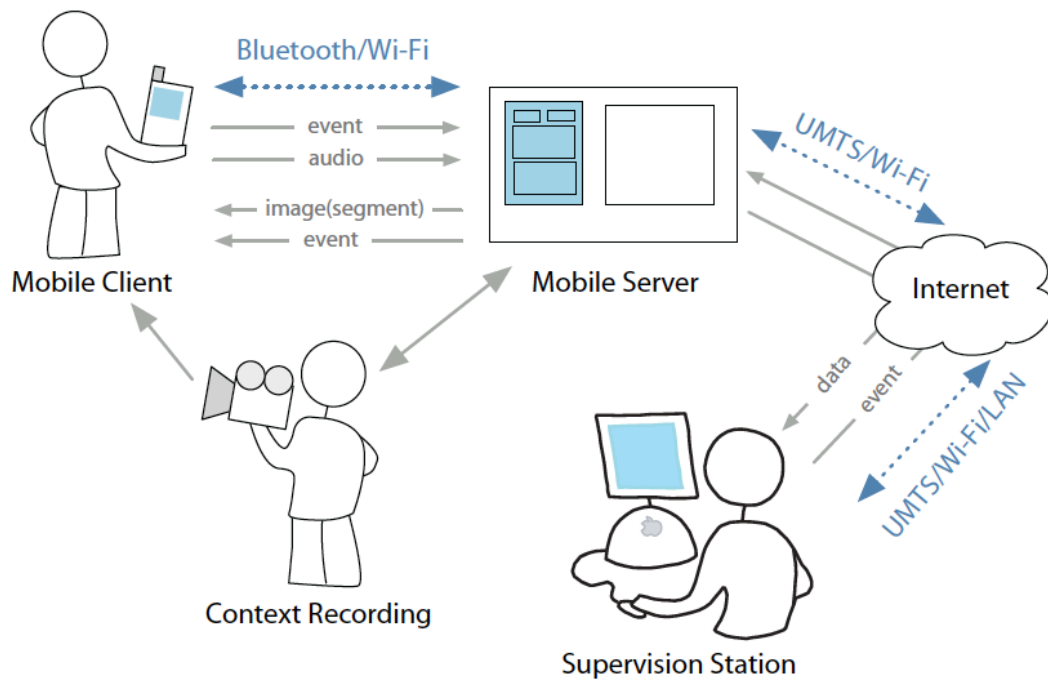 Bluetooth/Wi-Fi
event
audio
image(segment)
event
Mobile Client
Mobile Server
UMTS/Wi-Fi
Internet
data
event
UMTS/Wi-Fi/LAN
Context Recording
Supervision Station